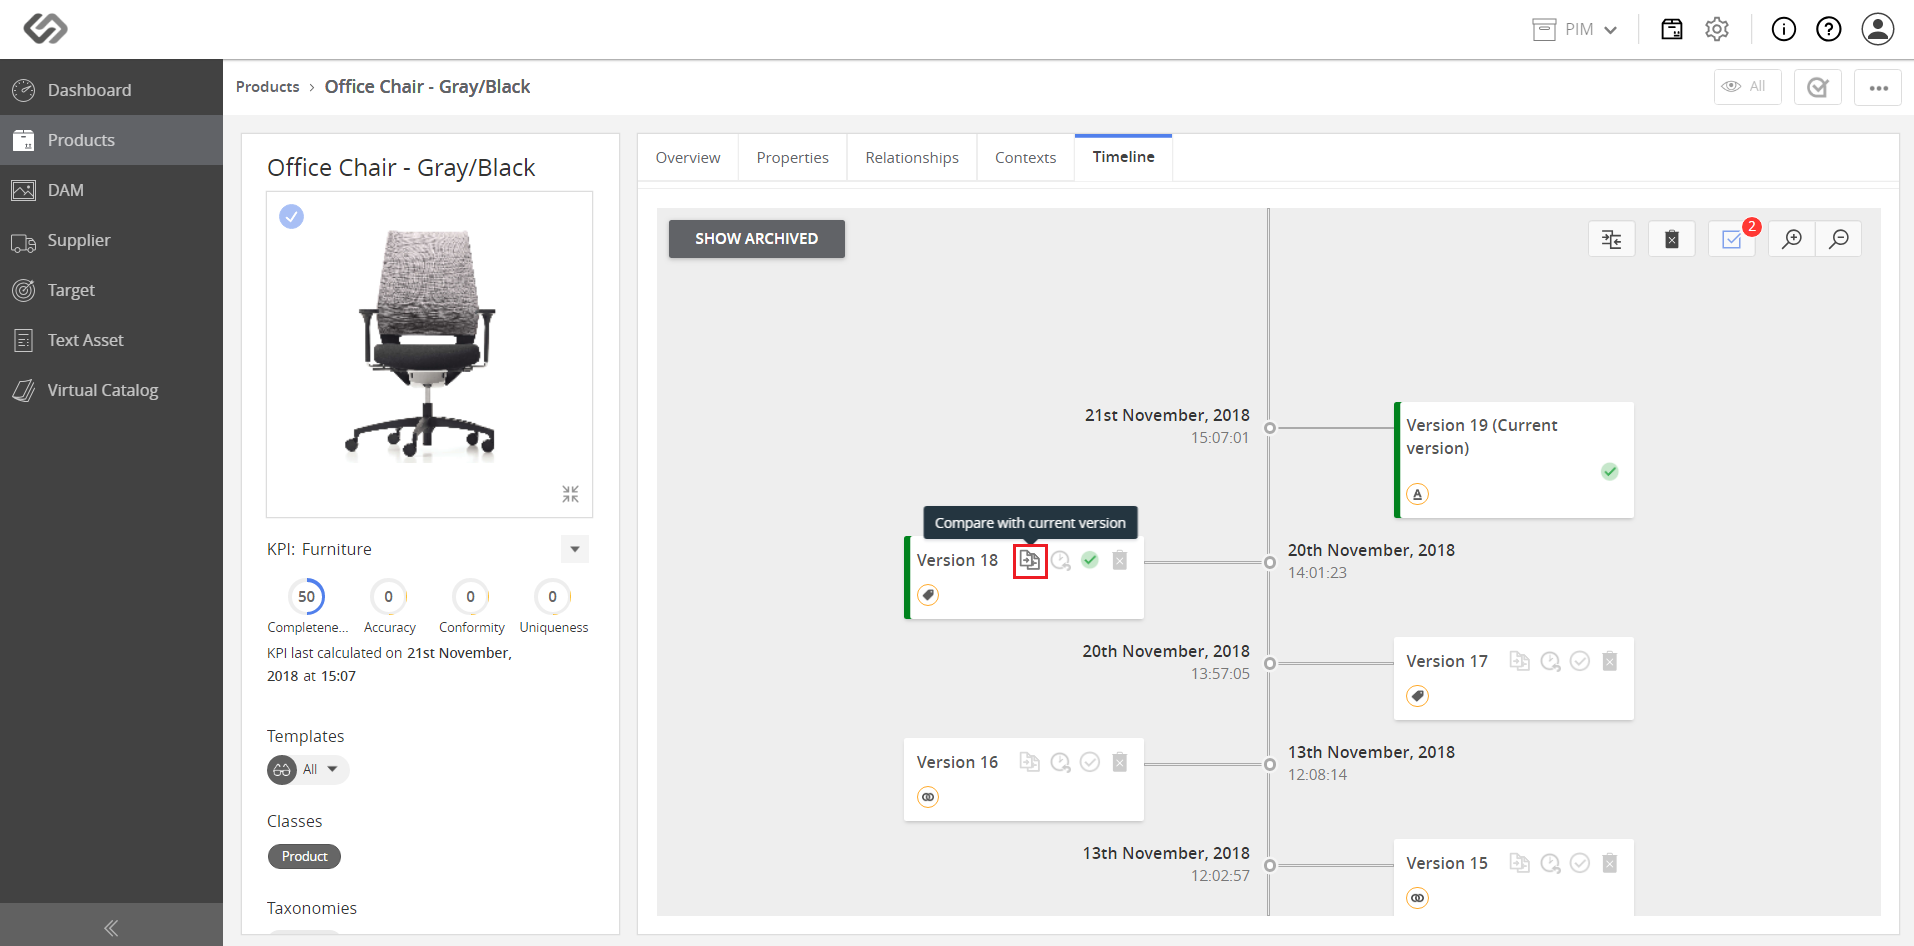 PIM
Dashboard
Products
DAM
Supplier
Target
Text Asset
Virtual Catalog
Products › Office Chair - Gray/Black
All
Office Chair - Gray/Black
KPI: Furniture
50
0
0
0
Completene...
Accuracy
Conformity
Uniqueness
KPI last calculated on 21st November,
2018 at 15:07
Templates
All
Classes
Product
Taxonomies
Overview
Properties
Relationships
Contexts
Timeline
SHOW ARCHIVED
2
21st November, 2018
15:07:01
Version 19 (Current
version)
A
Compare with current version
Version 18
20th November, 2018
14:01:23
20th November, 2018
13:57:05
Version 17
Version 16
13th November, 2018
12:08:14
13th November, 2018
12:02:57
Version 15